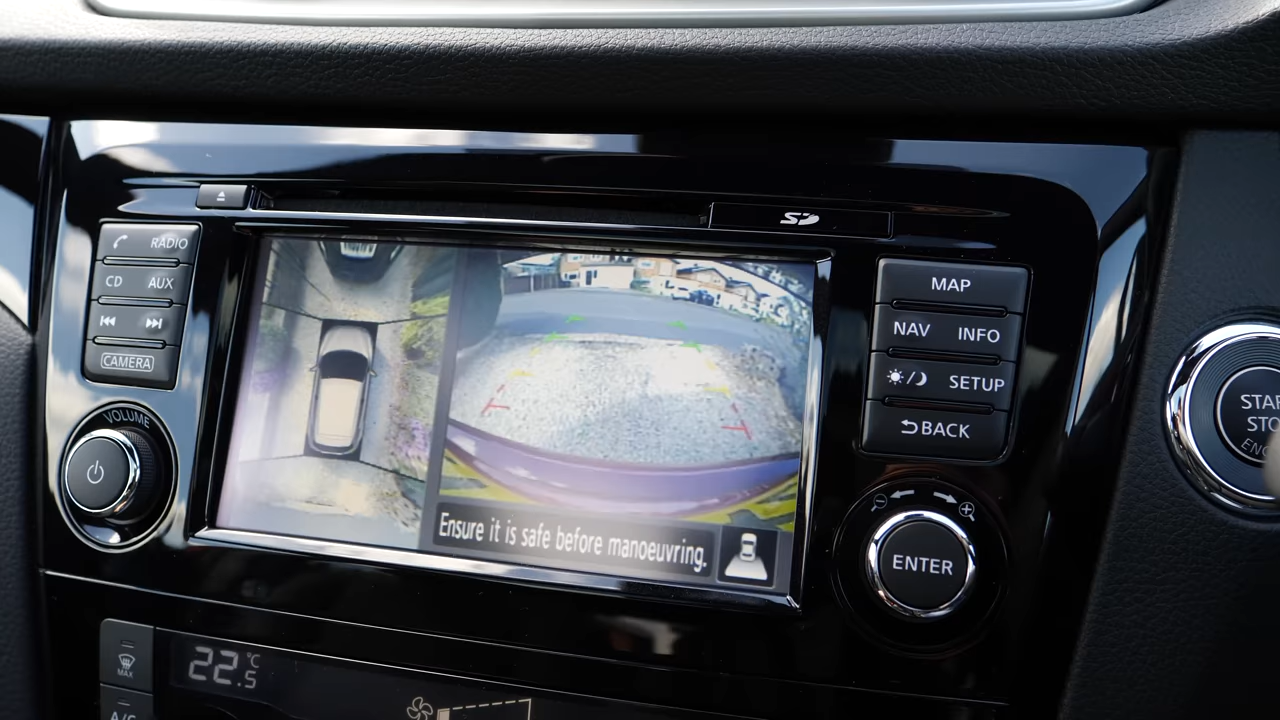 SD
RADIO
CD AUX
CAMERA
VOLUME
MAP
NAV INFO
SETUP
BACK
ENTER
Ensure it is safe before manoeuvring.
22.5 °C
MAX
A/C